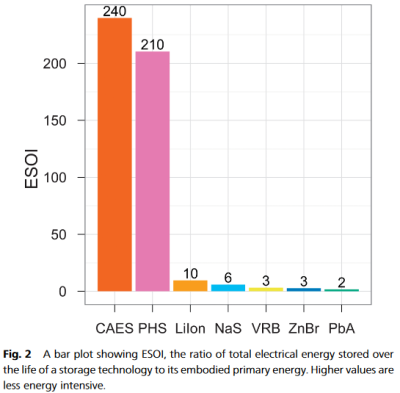 240
210
200
150
100
50
0
ESOI
10
6
3
3
2
CAES PHS LiIon NaS VRB ZnBr PbA
Fig. 2 A bar plot showing ESOI, the ratio of total electrical energy stored over
the life of a storage technology to its embodied primary energy. Higher values are
less energy intensive.